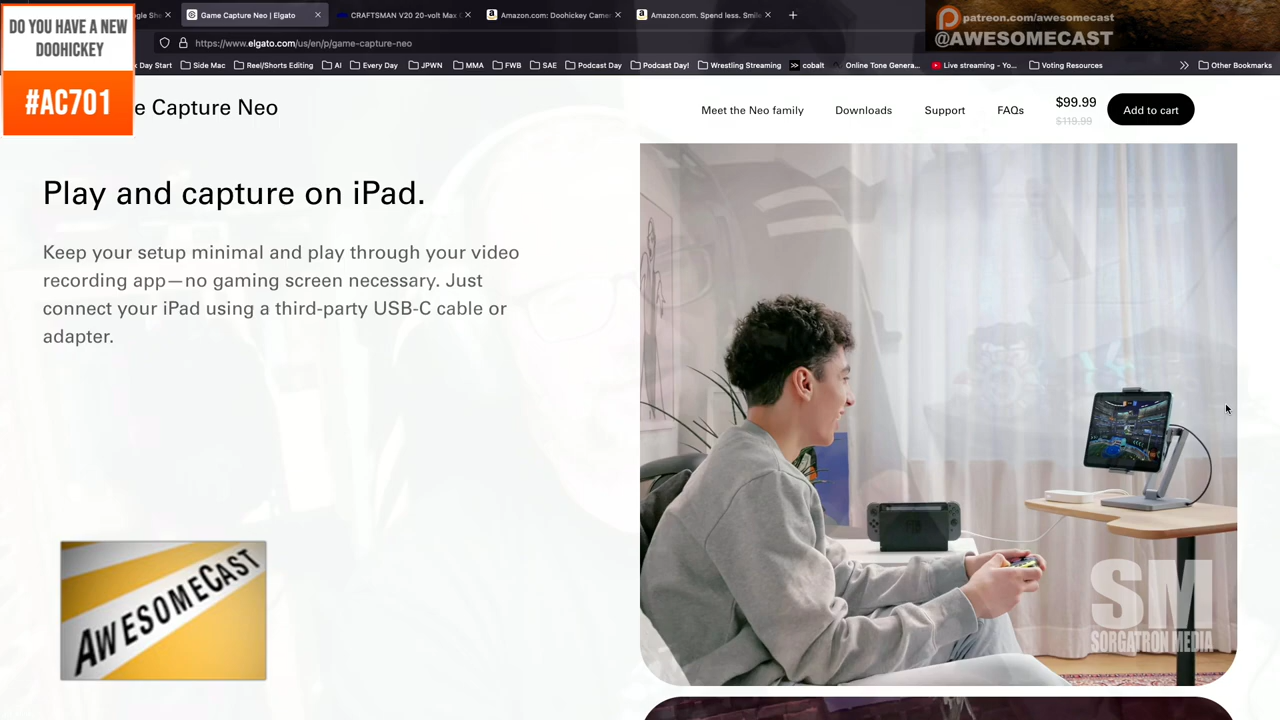 DO YOU HAVE A NEW
DOOHICKEY
#AC701
gle She
Game Capture Neo | Elgato
CRAFTSMAN V20 20-volt Max
Amazon.com: Doohickey Camer
Amazon.com. Spend less. Smile
patreon.com/awesomecast
@AWESOMECAST
https://www.elgato.com/us/en/p/game-capture-neo
k Day Start
Side Mac
Reel/Shorts Editing
AI
Every Day
JPWN
MMA
FWB
SAE
Podcast Day
Podcast Day!
Wrestling Streaming
cobalt
Online Tone Genera...
Live streaming - Yo...
Voting Resources
Other Bookmarks
e Capture Neo
Meet the Neo family
Downloads
Support
FAQs
$99.99
$119.99
Add to cart
Play and capture on iPad.
Keep your setup minimal and play through your video
recording app—no gaming screen necessary. Just
connect your iPad using a third-party USB-C cable or
adapter.
AWESOMECAST
SM
SORGATRON MEDIA